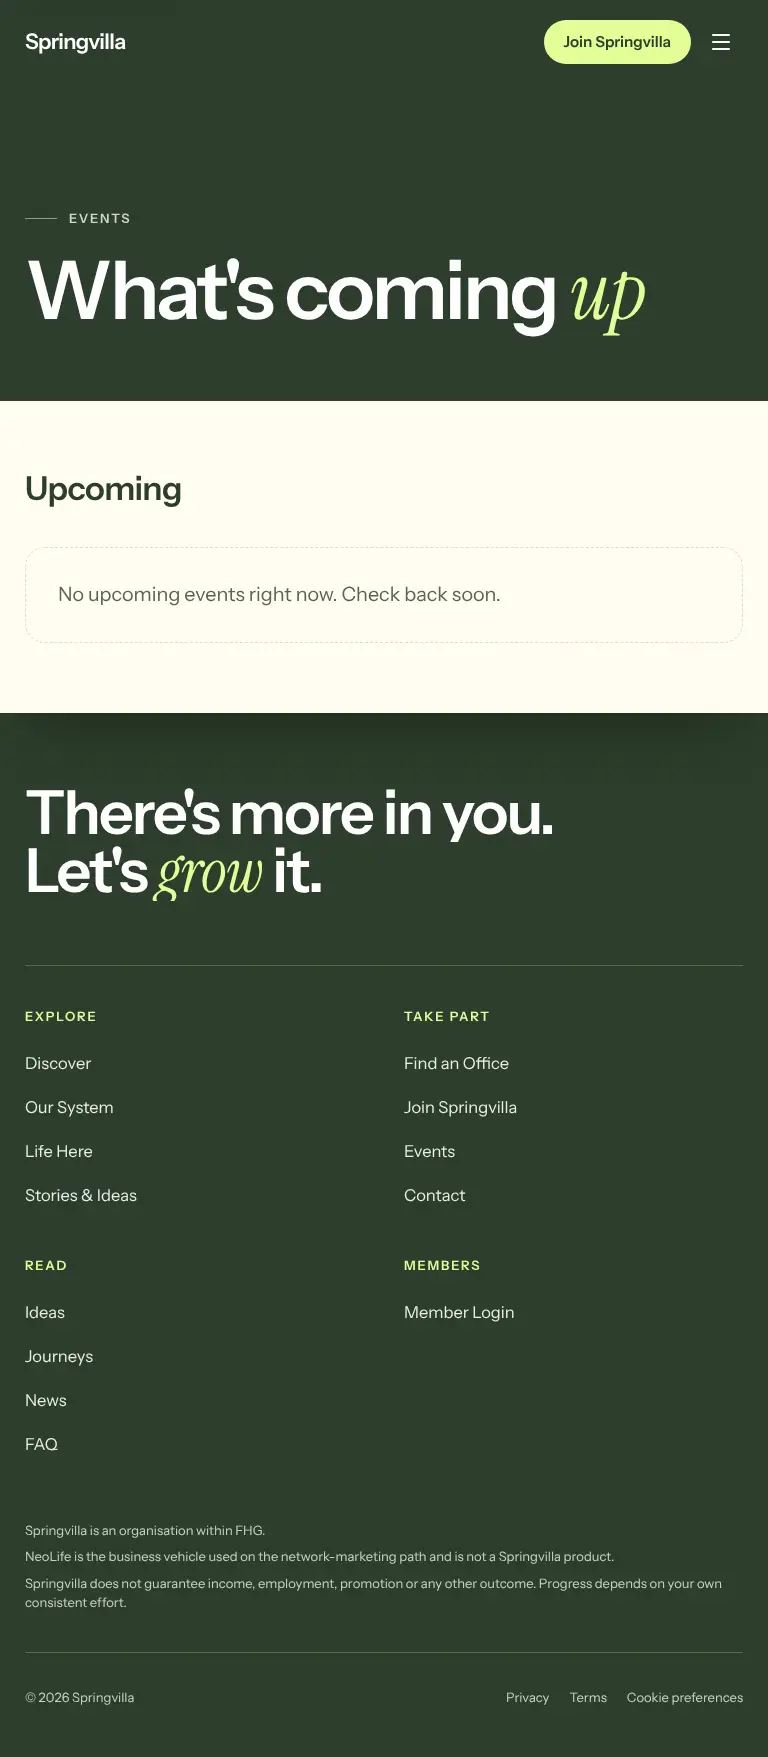 Springvilla
Join Springvilla
EVENTS
What's coming up
Upcoming
No upcoming events right now. Check back soon.
There's more in you.
Let's grow it.
EXPLORE
Discover
Our System
Life Here
Stories & Ideas
TAKE PART
Find an Office
Join Springvilla
Events
Contact
READ
Ideas
Journeys
News
FAQ
MEMBERS
Member Login
Springvilla is an organisation within FHG.
NeoLife is the business vehicle used on the network-marketing path and is not a Springvilla product.
Springvilla does not guarantee income, employment, promotion or any other outcome. Progress depends on your own
consistent effort.
© 2026 Springvilla
Privacy
Terms
Cookie preferences